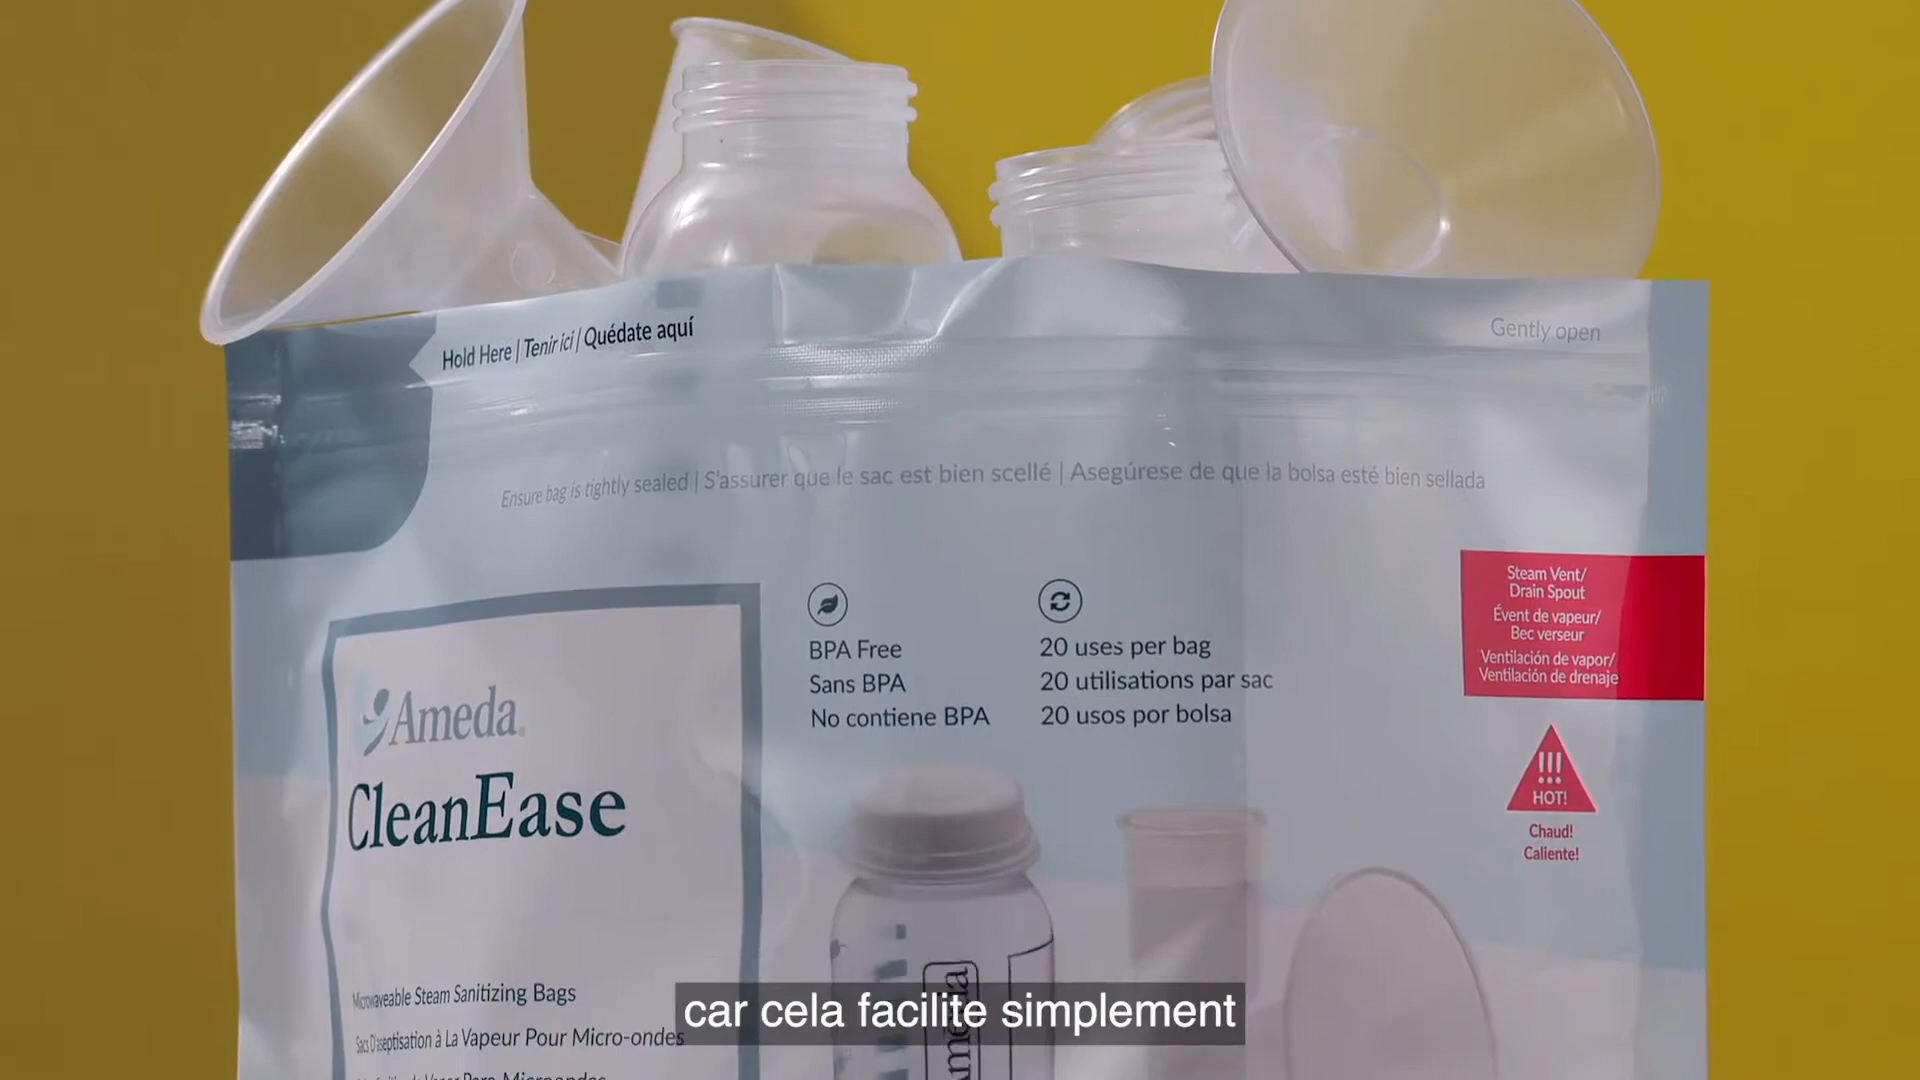 Hold Here | Tenir ici | Quédate aquí
Gently open
Ensure bag is tightly sealed | S'assurer que le sac est bien scellé | Asegúrese de que la bolsa esté bien sellada
BPA Free
Sans BPA
No contiene BPA
20 uses per bag
20 utilisations par sac
20 usos por bolsa
Steam Vent/
Drain Spout
Évent de vapeur/
Bec verseur
Ventilación de vapor/
Ventilación de drenaje
!!!
HOT!
Chaud!
Caliente!
Ameda®
CleanEase
Microwaveable Steam Sanitizing Bags
Sacs D'aseptisation à La Vapeur Pour Micro-ondes
Ameda
car cela facilite simplement